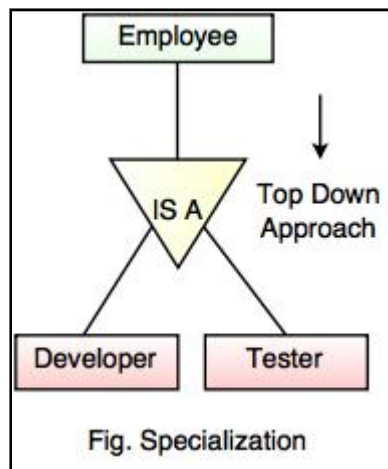 Employee
IS A
Top Down
Approach
Developer
Tester
Fig. Specialization